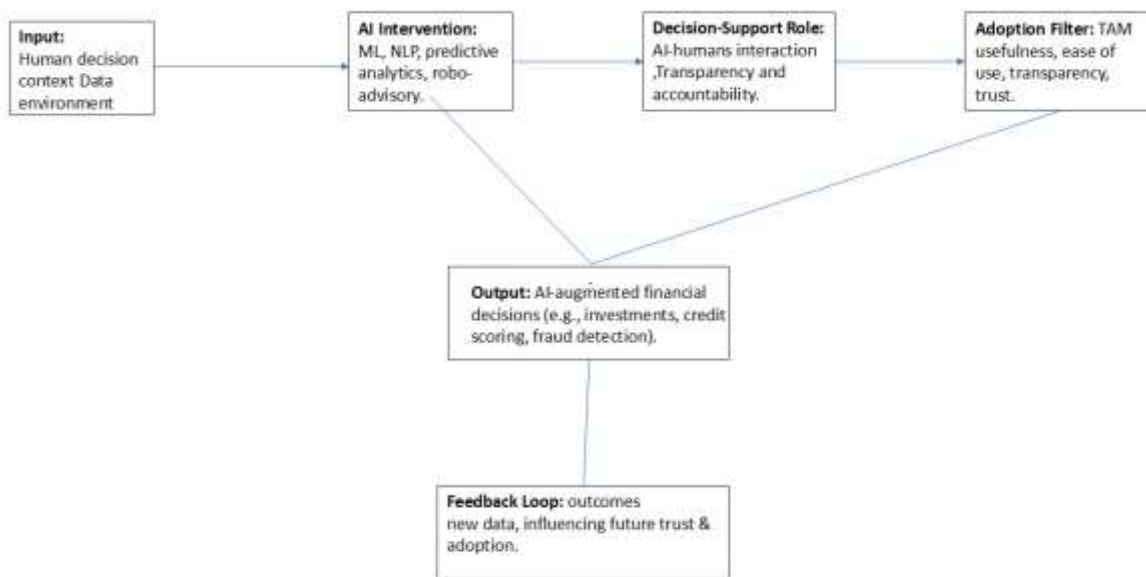 Input:
Human decision
context Data
environment
AI Intervention:
ML, NLP, predictive
analytics, robo-
advisory.
Decision-Support Role:
AI-humans interaction
,Transparency and
accountability.
Adoption Filter: TAM
usefulness, ease of
use, transparency,
trust.
Output: AI-augmented financial
decisions (e.g., investments, credit
scoring, fraud detection).
Feedback Loop: outcomes
new data, influencing future trust &
adoption.